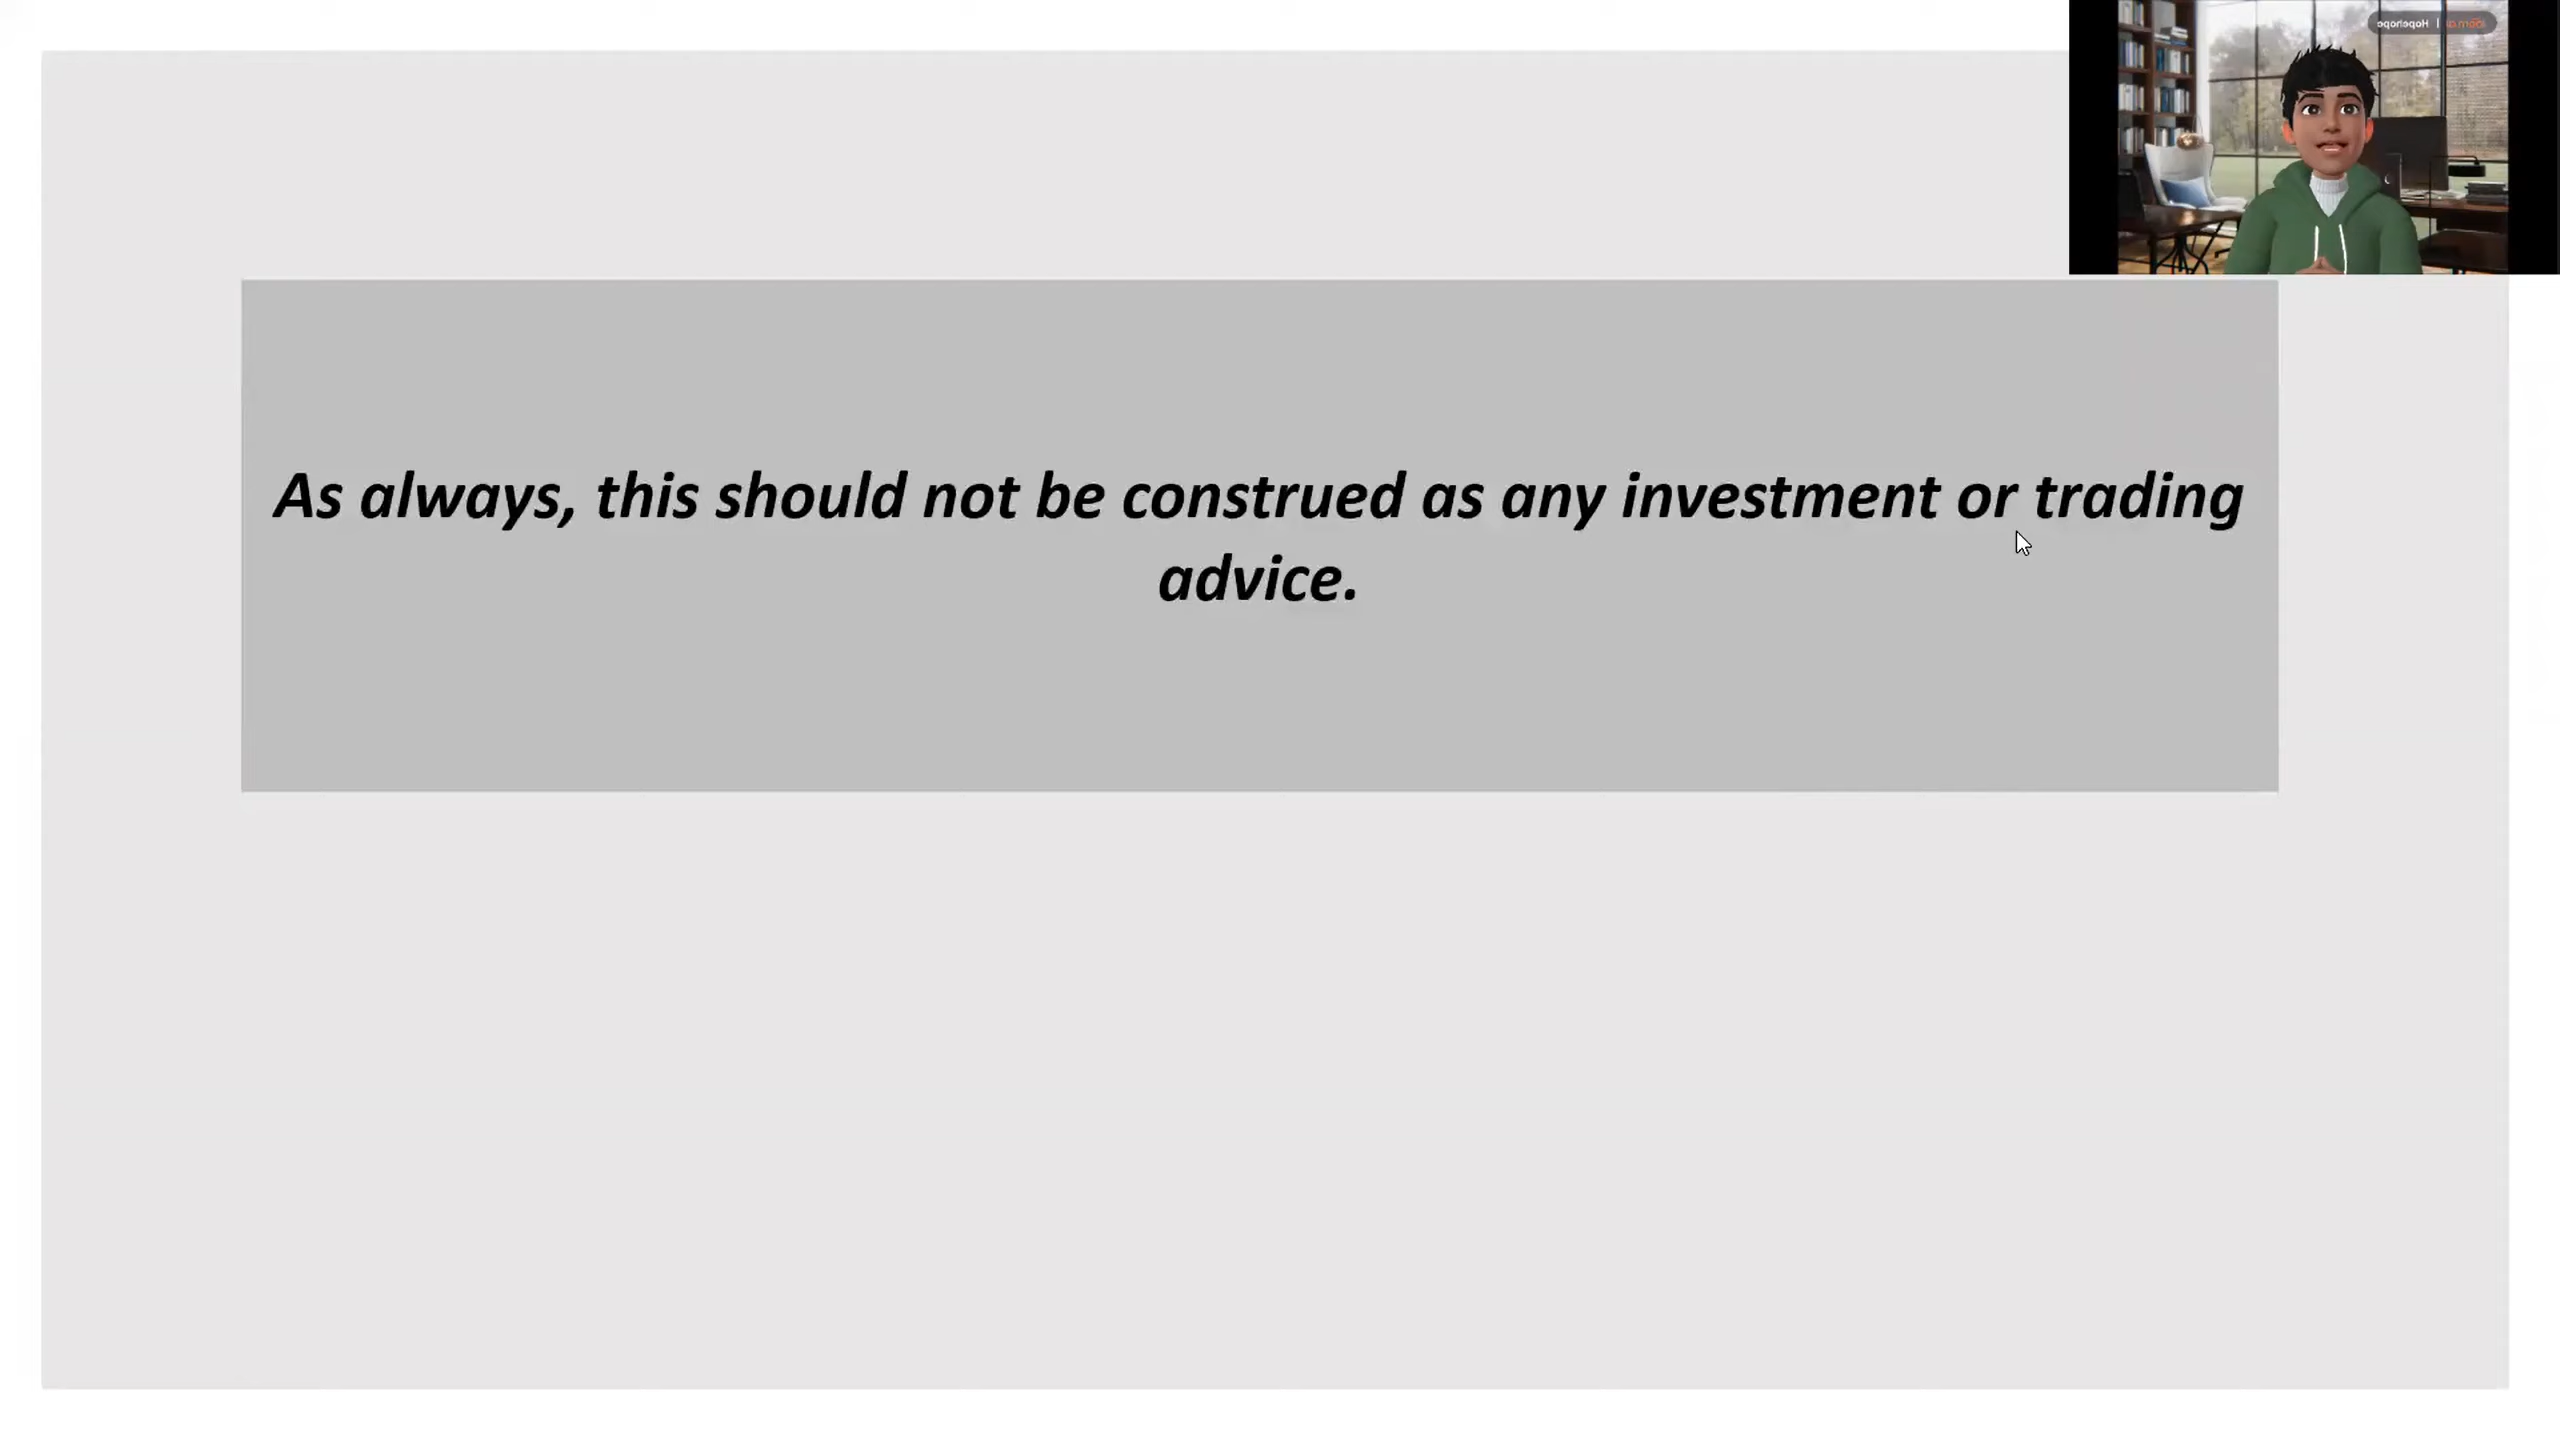 As always, this should not be construed as any investment or trading
advice.